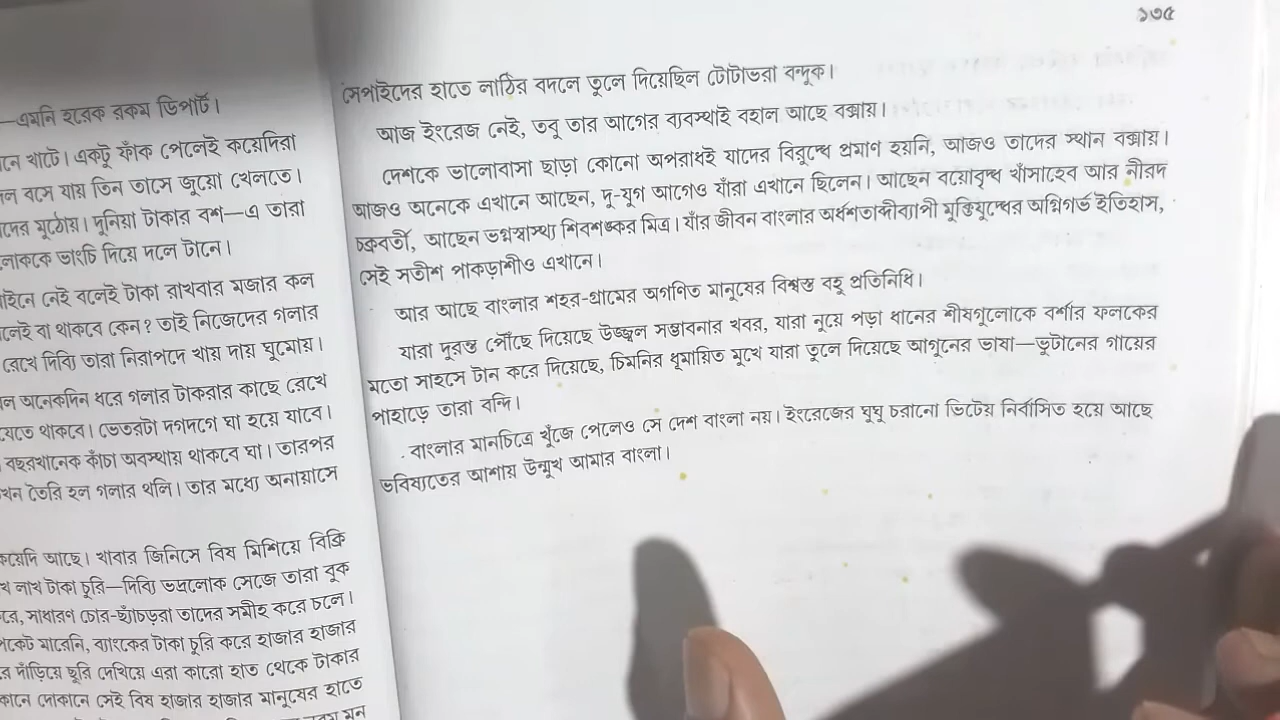 —এমনি হরেক রকম ডিপার্ট।
খাটে। একটু ফাঁক পেলেই কয়েদিরা
বসে যায় তিন তাসে জুয়ো খেলতে।
মুঠোয়। দুনিয়া টাকার বশ—এ তারা
ভাংচি দিয়ে দলে টানে।
নেই বলেই টাকা রাখবার মজার কল
বা থাকবে কেন? তাই নিজেদের গলার
রেখে দিব্যি তারা নিরাপদে খায় দায় ঘুমোয়।
অনেকদিন ধরে গলার টাকরার কাছে রেখে
থাকবে। ভেতরটা দগদগে ঘা হয়ে যাবে।
বছরখানেক কাঁচা অবস্থায় থাকবে ঘা। তারপর
তৈরি হল গলার থলি। তার মধ্যে অনায়াসে
কয়েদি আছে। খাবার জিনিসে বিষ মিশিয়ে বিক্রি
লাখ টাকা চুরি—দিব্যি ভদ্রলোক সেজে তারা বুক
সাধারণ চোর-ছ্যাঁচড়রা তাদের সমীহ করে চলে।
মারেনি, ব্যাংকের টাকা চুরি করে হাজার হাজার
দাঁড়িয়ে ছুরি দেখিয়ে এরা কারো হাত থেকে টাকার
দোকানে সেই বিষ হাজার হাজার মানুষের হাতে
১৩৫
সেপাইদের হাতে লাঠির বদলে তুলে দিয়েছিল টোটাভরা বন্দুক।
আজ ইংরেজ নেই, তবু তার আগের ব্যবস্থাই বহাল আছে বক্সায়।
দেশকে ভালোবাসা ছাড়া কোনো অপরাধই যাদের বিরুদ্ধে প্রমাণ হয়নি, আজও তাদের স্থান বক্সায়।
আজও অনেকে এখানে আছেন, দু-যুগ আগেও যাঁরা এখানে ছিলেন। আছেন বয়োবৃদ্ধ খাঁসাহেব আর নীরদ
চক্রবর্তী, আছেন ভগ্নস্বাস্থ্য শিবশঙ্কর মিত্র। যাঁর জীবন বাংলার অর্ধশতাব্দীব্যাপী মুক্তিযুদ্ধের অগ্নিগর্ভ ইতিহাস,
সেই সতীশ পাকড়াশীও এখানে।
আর আছে বাংলার শহর-গ্রামের অগণিত মানুষের বিশ্বস্ত বহু প্রতিনিধি।
যারা দুরন্ত পৌঁছে দিয়েছে উজ্জ্বল সম্ভাবনার খবর, যারা নুয়ে পড়া ধানের শীষগুলোকে বর্শার ফলকের
মতো সাহসে টান করে দিয়েছে, চিমনির ধূমায়িত মুখে যারা তুলে দিয়েছে আগুনের ভাষা—ভুটানের গায়ের
পাহাড়ে তারা বন্দি।
বাংলার মানচিত্রে খুঁজে পেলেও সে দেশ বাংলা নয়। ইংরেজের ঘুঘু চরানো ভিটেয় নির্বাসিত হয়ে আছে
ভবিষ্যতের আশায় উন্মুখ আমার বাংলা।